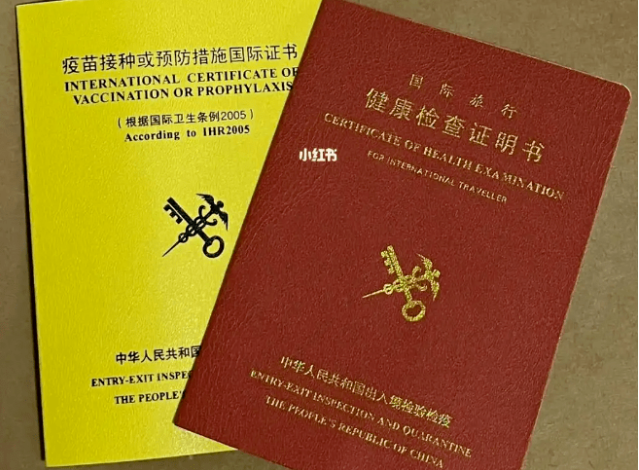 疫苗接种或预防措施国际证书
INTERNATIONAL CERTIFICATE OF
VACCINATION OR PROPHYLAXIS
（根据国际卫生条例2005）
According to IHR2005
中华人民共和国
ENTRY-EXIT
THE PEOPLE'S
国际旅行
健康检查证明书
CERTIFICATE OF HEALTH EXAMINATION
FOR INTERNATIONAL TRAVELLER
小红书
中华人民共和国出入境检验检疫
ENTRY-EXIT INSPECTION AND QUARANTINE
THE PEOPLE'S REPUBLIC OF CHINA